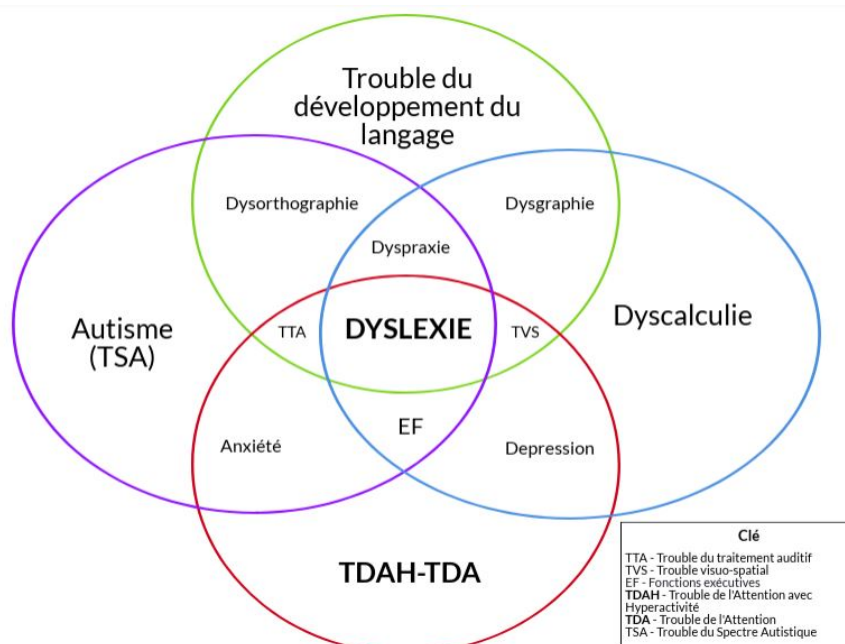 Trouble du
développement du
langage
Dysorthographie
Dysgraphie
Dyspraxie
Autisme
(TSA)
TTA
DYSLEXIE
TVS
Dyscalculie
Anxiété
EF
Depression
TDAH-TDA
Clé
TTA - Trouble du traitement auditif
TVS - Trouble visuo-spatial
EF - Fonctions exécutives
TDAH - Trouble de l'Attention avec
Hyperactivité
TDA - Trouble de l'Attention
TSA - Trouble du Spectre Autistique